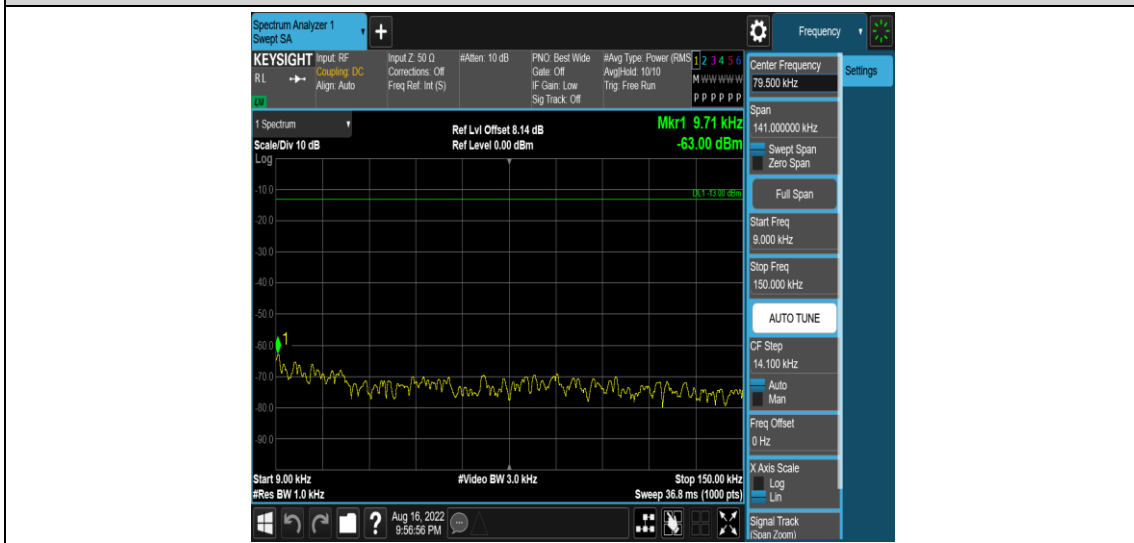 Spectrum Analyzer 1
Swept SA
+
Frequency
KEYSIGHT
RL
LXI
Input: RF
Coupling: DC
Align: Auto
Input Z: 50 Ω
Corrections: Off
Freq Ref: Int (S)
#Atten: 10 dB
PNO: Best Wide
Gate: Off
IF Gain: Low
Sig Track: Off
#Avg Type: Power (RMS
Avg|Hold: 10/10
Trig: Free Run
1 2 3 4 5 6
M W W W W W
P P P P P P
1 Spectrum
Scale/Div 10 dB
Log
Ref Lvl Offset 8.14 dB
Ref Level 0.00 dBm
Mkr1 9.71 kHz
-63.00 dBm
DL1 -13.00 dBm
-10.0
-20.0
-30.0
-40.0
-50.0
-60.0
1
-70.0
-80.0
-90.0
Start 9.00 kHz
#Res BW 1.0 kHz
#Video BW 3.0 kHz
Stop 150.00 kHz
Sweep 36.8 ms (1000 pts)
?
Aug 16, 2022
9:56:56 PM
Center Frequency
79.500 kHz
Span
141.000000 kHz
Swept Span
Zero Span
Full Span
Start Freq
9.000 kHz
Stop Freq
150.000 kHz
AUTO TUNE
CF Step
14.100 kHz
Auto
Man
Freq Offset
0 Hz
X Axis Scale
Log
Lin
Signal Track
(Span Zoom)
Settings